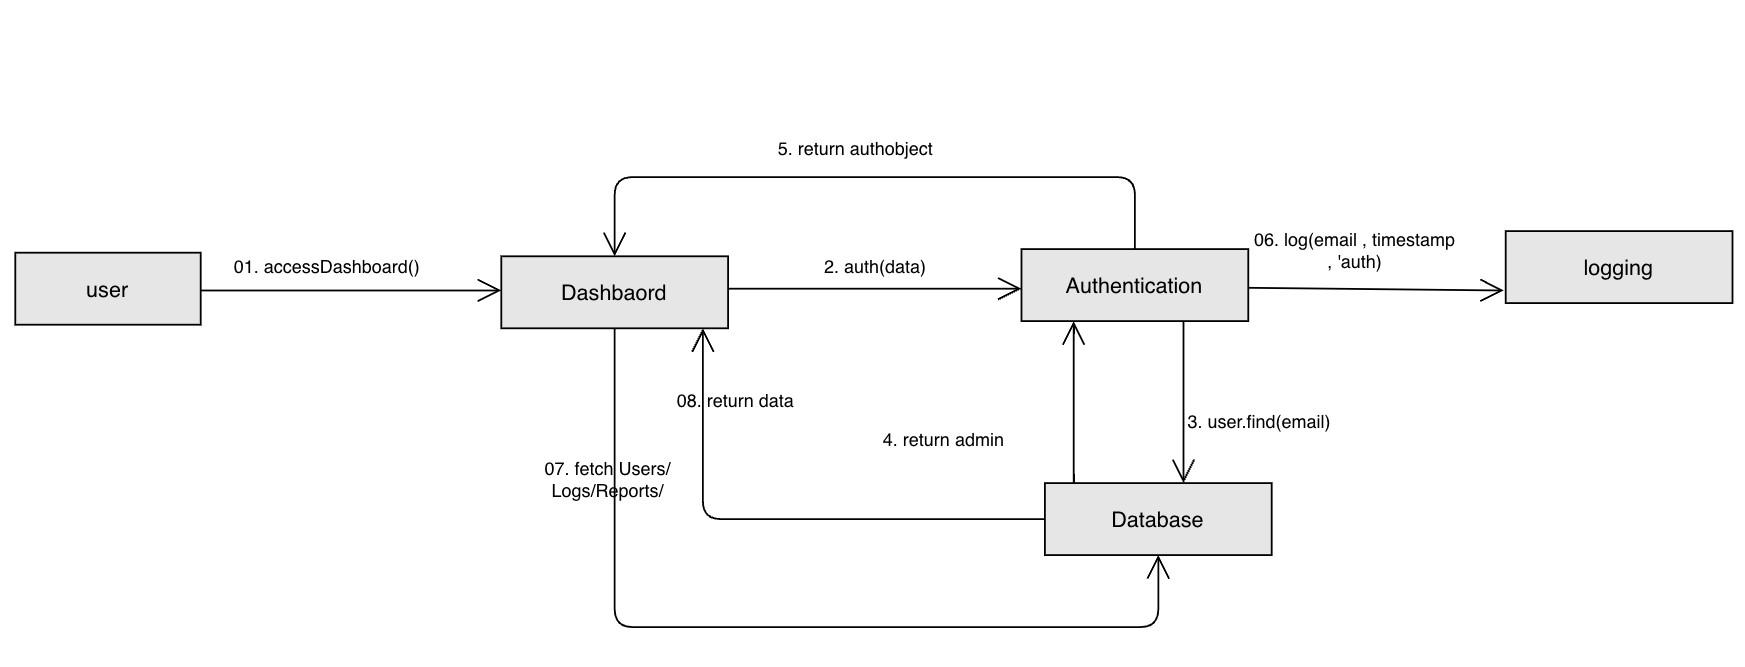 5. return authobject
06. log(email , timestamp
, 'auth)
user
01. accessDashboard()
Dashbaord
2. auth(data)
Authentication
logging
08. return data
4. return admin
3. user.find(email)
07. fetch Users/
Logs/Reports/
Database